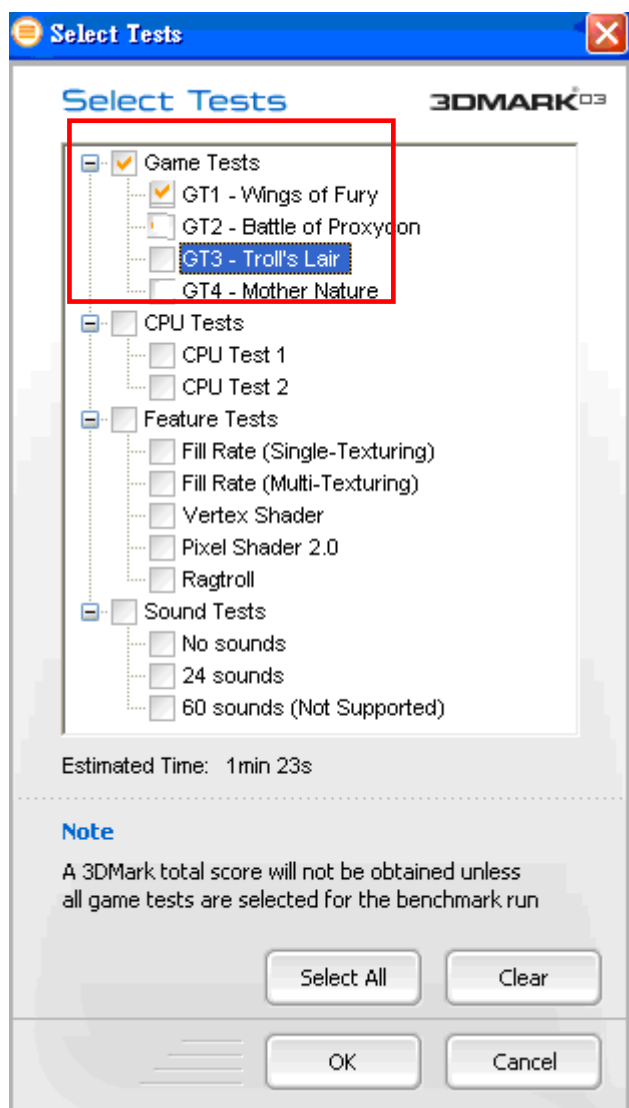 Select Tests
Select Tests 3DMARK®03
Game Tests
GT1 - Wings of Fury
GT2 - Battle of Proxycon
GT3 - Troll's Lair
GT4 - Mother Nature
CPU Tests
CPU Test 1
CPU Test 2
Feature Tests
Fill Rate (Single-Texturing)
Fill Rate (Multi-Texturing)
Vertex Shader
Pixel Shader 2.0
Ragtroll
Sound Tests
No sounds
24 sounds
60 sounds (Not Supported)
Estimated Time: 1min 23s
Note
A 3DMark total score will not be obtained unless
all game tests are selected for the benchmark run
Select All Clear
OK Cancel